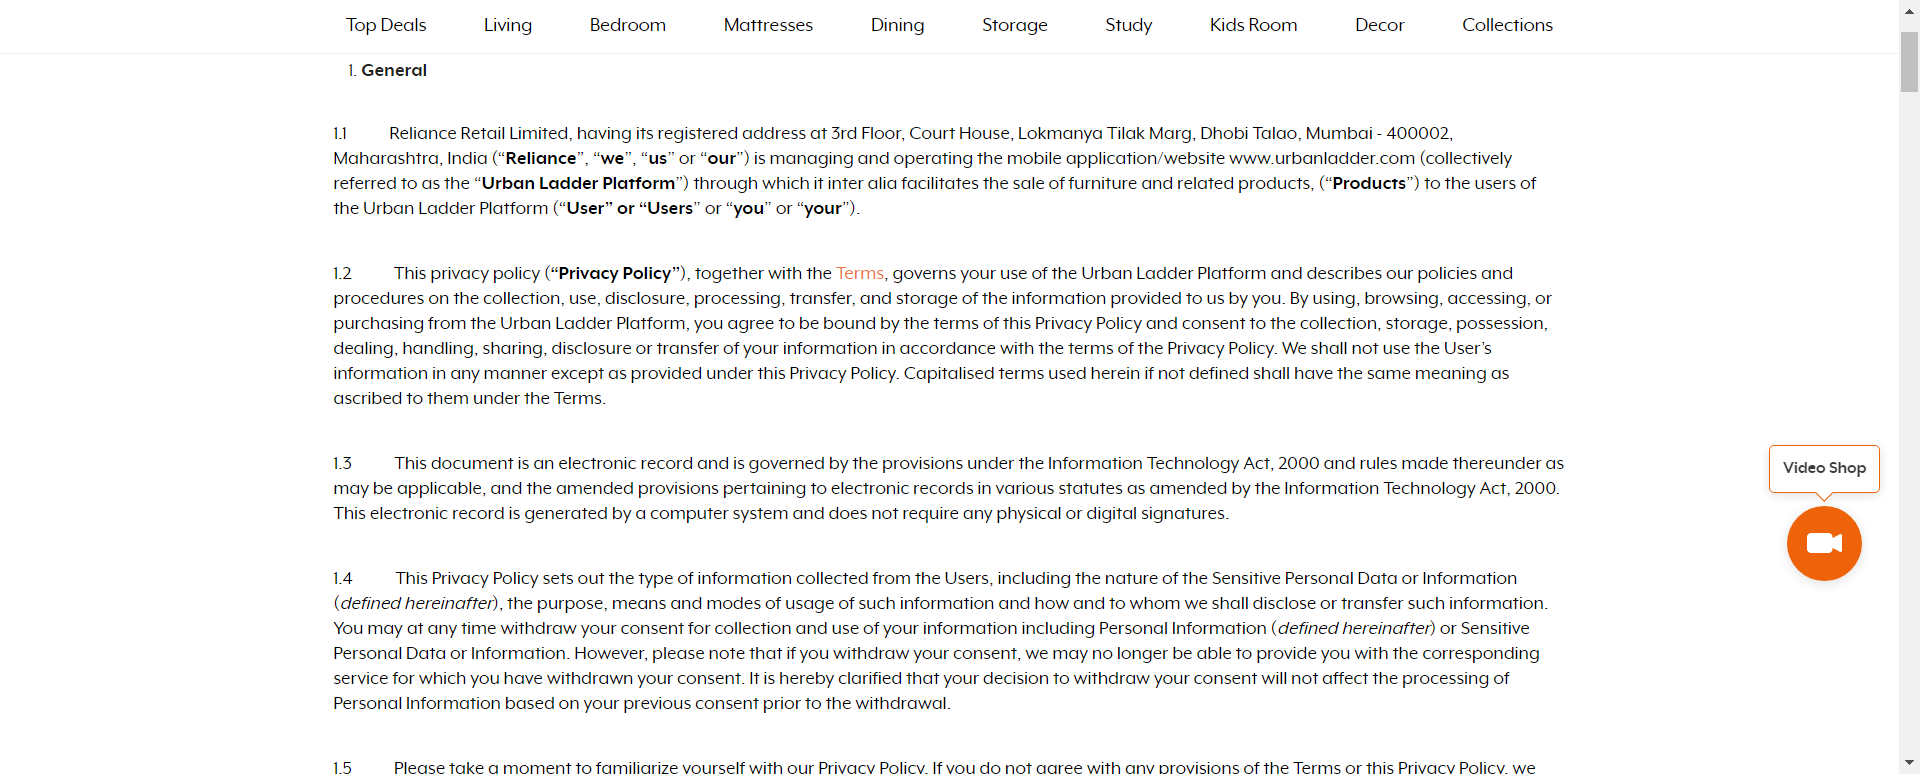 Top Deals Living Bedroom Mattresses Dining Storage Study Kids Room Decor Collections
1. General
1.1 Reliance Retail Limited, having its registered address at 3rd Floor, Court House, Lokmanya Tilak Marg, Dhobi Talao, Mumbai - 400002,
Maharashtra, India (“Reliance”, “we”, “us” or “our”) is managing and operating the mobile application/website www.urbanladder.com (collectively
referred to as the “Urban Ladder Platform”) through which it inter alia facilitates the sale of furniture and related products, (“Products”) to the users of
the Urban Ladder Platform (“User” or “Users” or “you” or “your”).
1.2 This privacy policy (“Privacy Policy”), together with the Terms, governs your use of the Urban Ladder Platform and describes our policies and
procedures on the collection, use, disclosure, processing, transfer, and storage of the information provided to us by you. By using, browsing, accessing, or
purchasing from the Urban Ladder Platform, you agree to be bound by the terms of this Privacy Policy and consent to the collection, storage, possession,
dealing, handling, sharing, disclosure or transfer of your information in accordance with the terms of the Privacy Policy. We shall not use the User’s
information in any manner except as provided under this Privacy Policy. Capitalised terms used herein if not defined shall have the same meaning as
ascribed to them under the Terms.
1.3 This document is an electronic record and is governed by the provisions under the Information Technology Act, 2000 and rules made thereunder as
may be applicable, and the amended provisions pertaining to electronic records in various statutes as amended by the Information Technology Act, 2000.
This electronic record is generated by a computer system and does not require any physical or digital signatures.
Video Shop
1.4 This Privacy Policy sets out the type of information collected from the Users, including the nature of the Sensitive Personal Data or Information
(defined hereinafter), the purpose, means and modes of usage of such information and how and to whom we shall disclose or transfer such information.
You may at any time withdraw your consent for collection and use of your information including Personal Information (defined hereinafter) or Sensitive
Personal Data or Information. However, please note that if you withdraw your consent, we may no longer be able to provide you with the corresponding
service for which you have withdrawn your consent. It is hereby clarified that your decision to withdraw your consent will not affect the processing of
Personal Information based on your previous consent prior to the withdrawal.
1.5 Please take a moment to familiarize yourself with our Privacy Policy. If you do not agree with any provisions of the Terms or this Privacy Policy, we